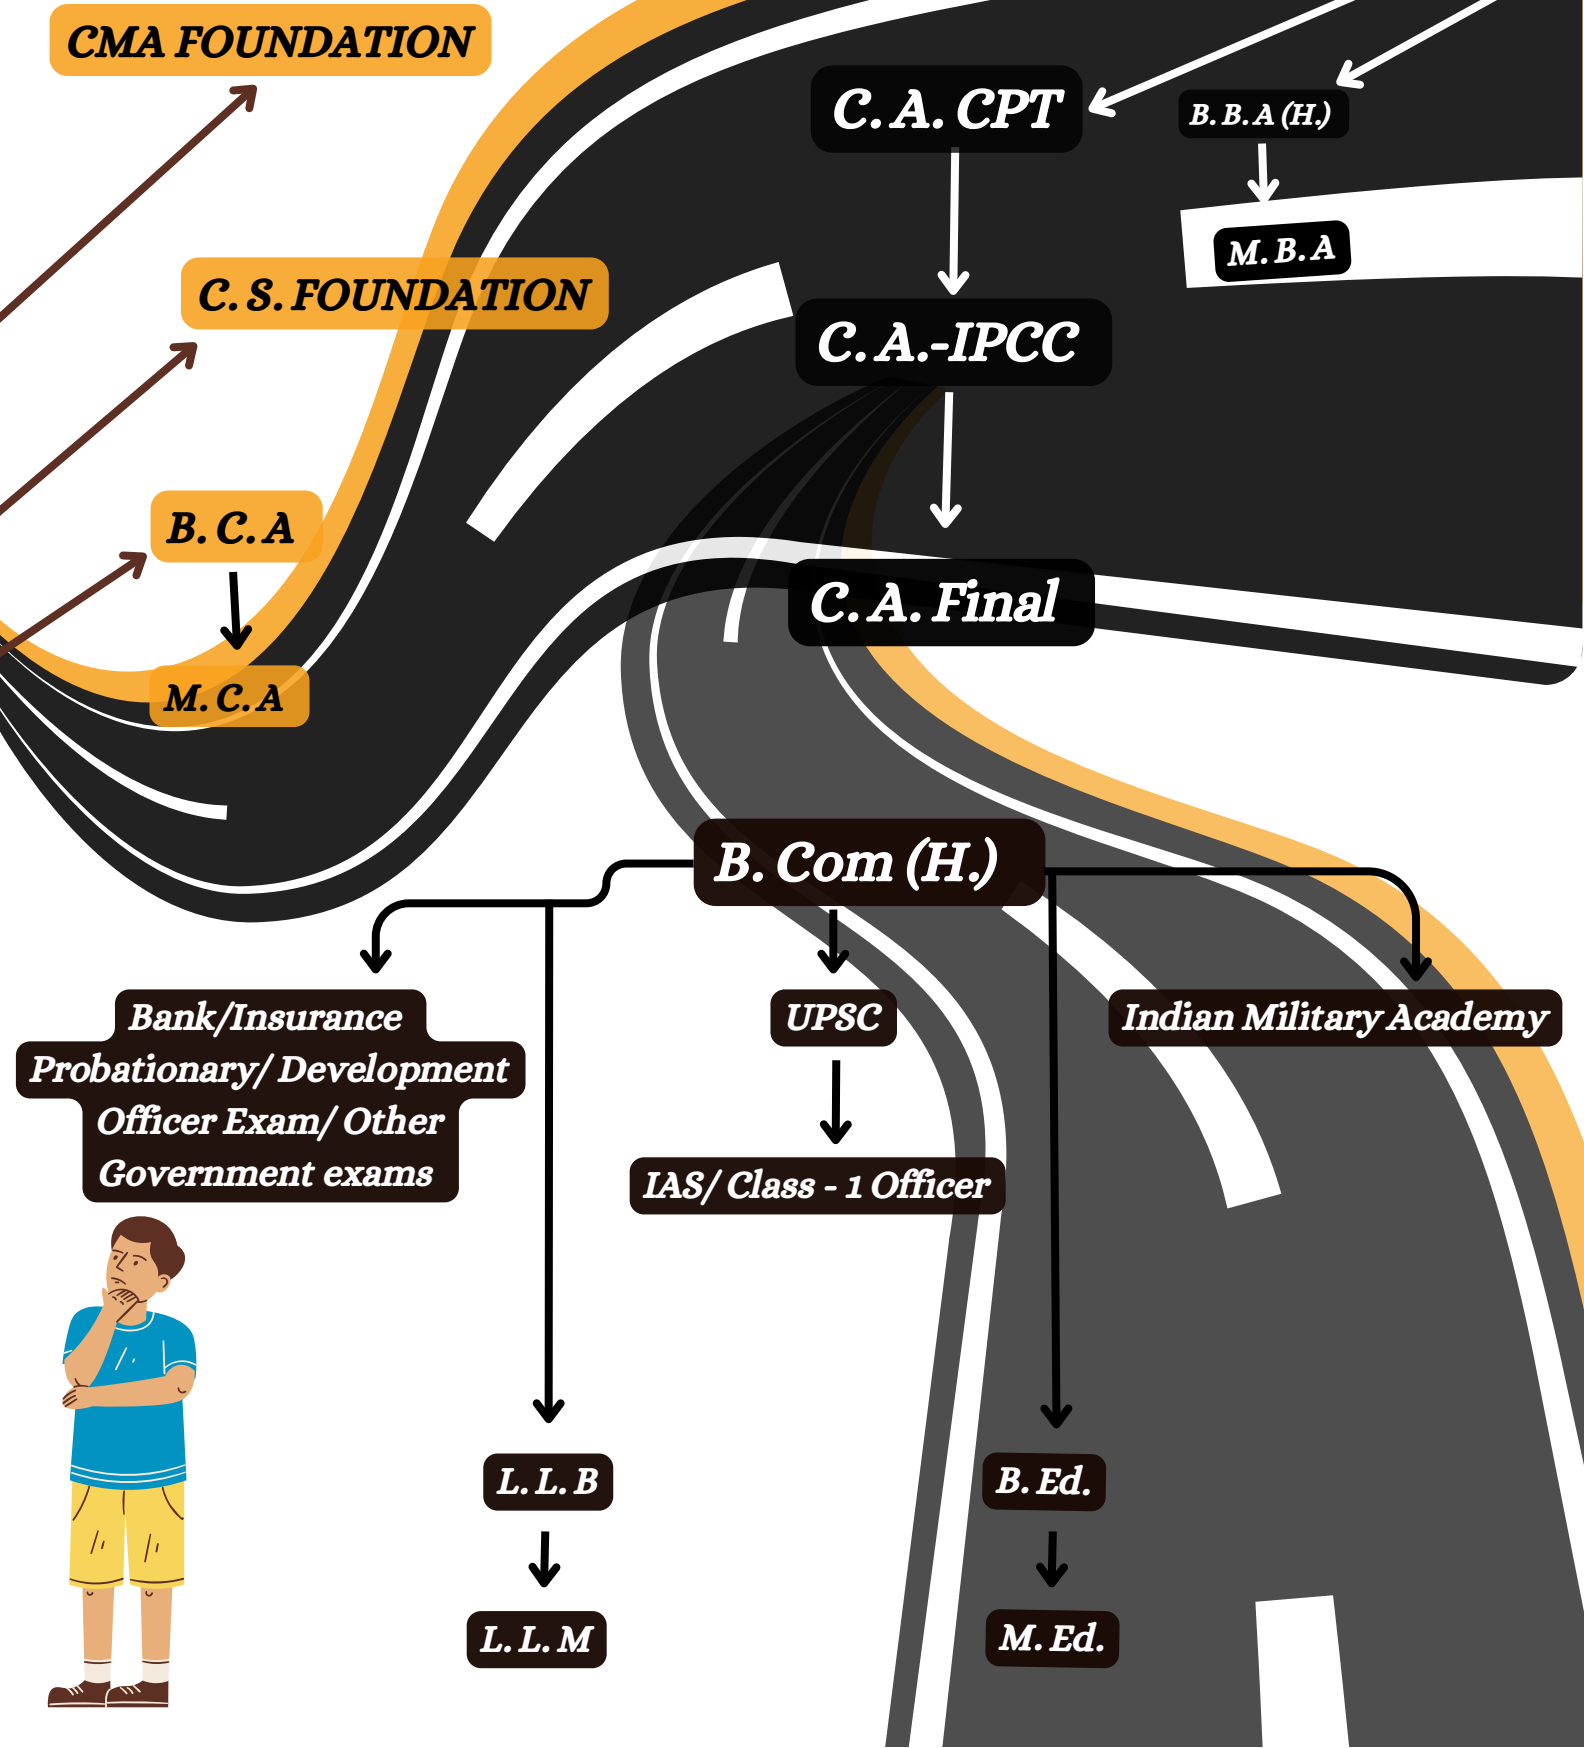 CMA FOUNDATION
C. A. CPT
B. B. A (H.)
M. B. A
C. S. FOUNDATION
C. A.-IPCC
B. C. A
C. A. Final
M. C. A
B. Com (H.)
Bank/Insurance
Probationary/ Development
Officer Exam/ Other
Government exams
UPSC
Indian Military Academy
IAS/ Class - 1 Officer
L. L. B
B. Ed.
L. L. M
M. Ed.